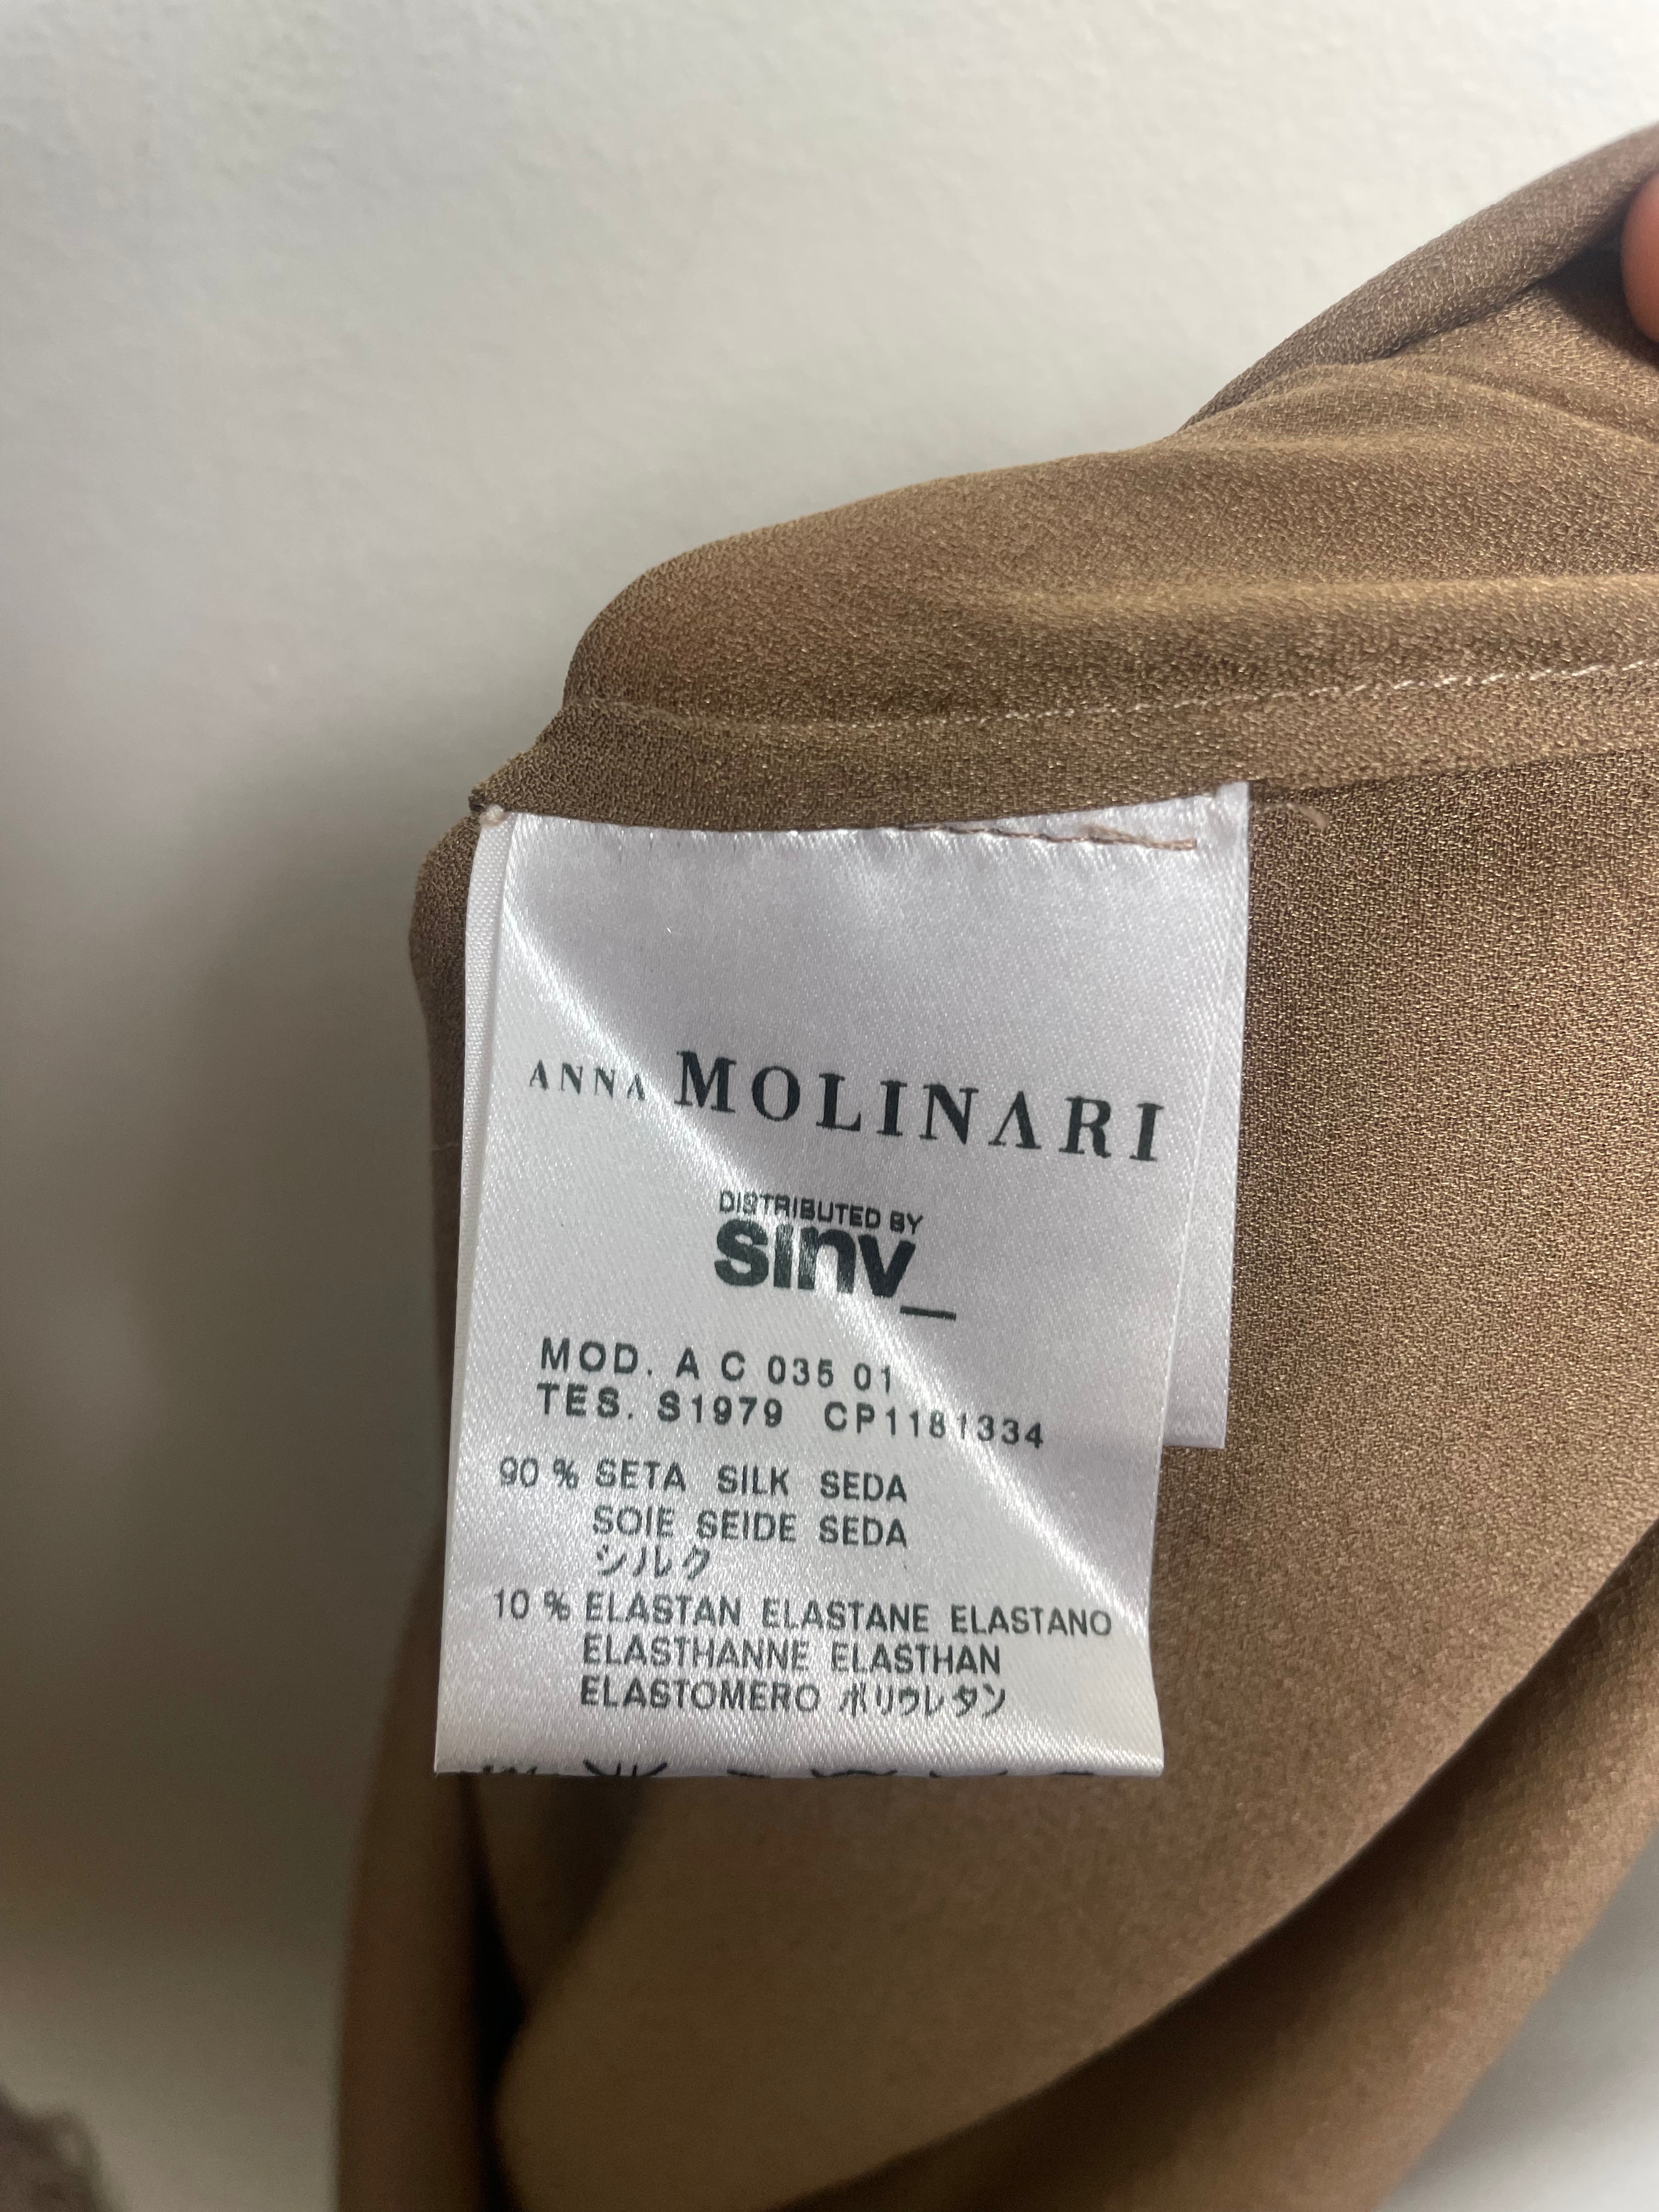 ANNA MOLINARI
DISTRIBUTED BY
sinv_
MOD. A C 035 01
TES. S1979 CP1181334
90 % SETA SILK SEDA
SOIE SEIDE SEDA
シルク
10 % ELASTAN ELASTANE ELASTANO
ELASTHANNE ELASTHAN
ELASTOMERO ポリウレタン